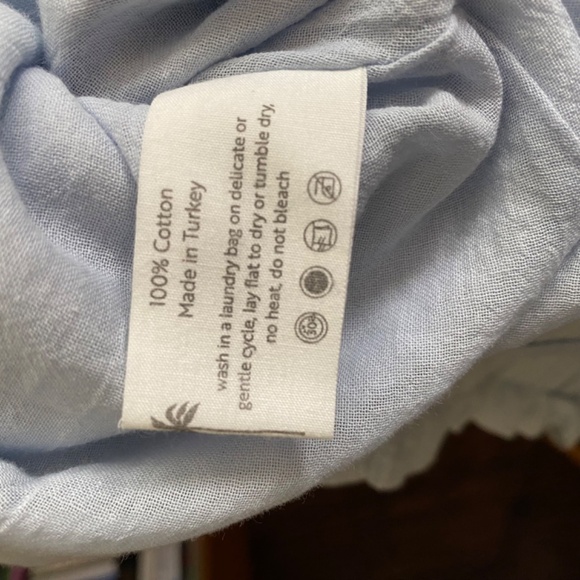 100% Cotton
Made in Turkey
wash in a laundry bag on delicate or
gentle cycle, lay flat to dry or tumble dry,
no heat, do not bleach
30°